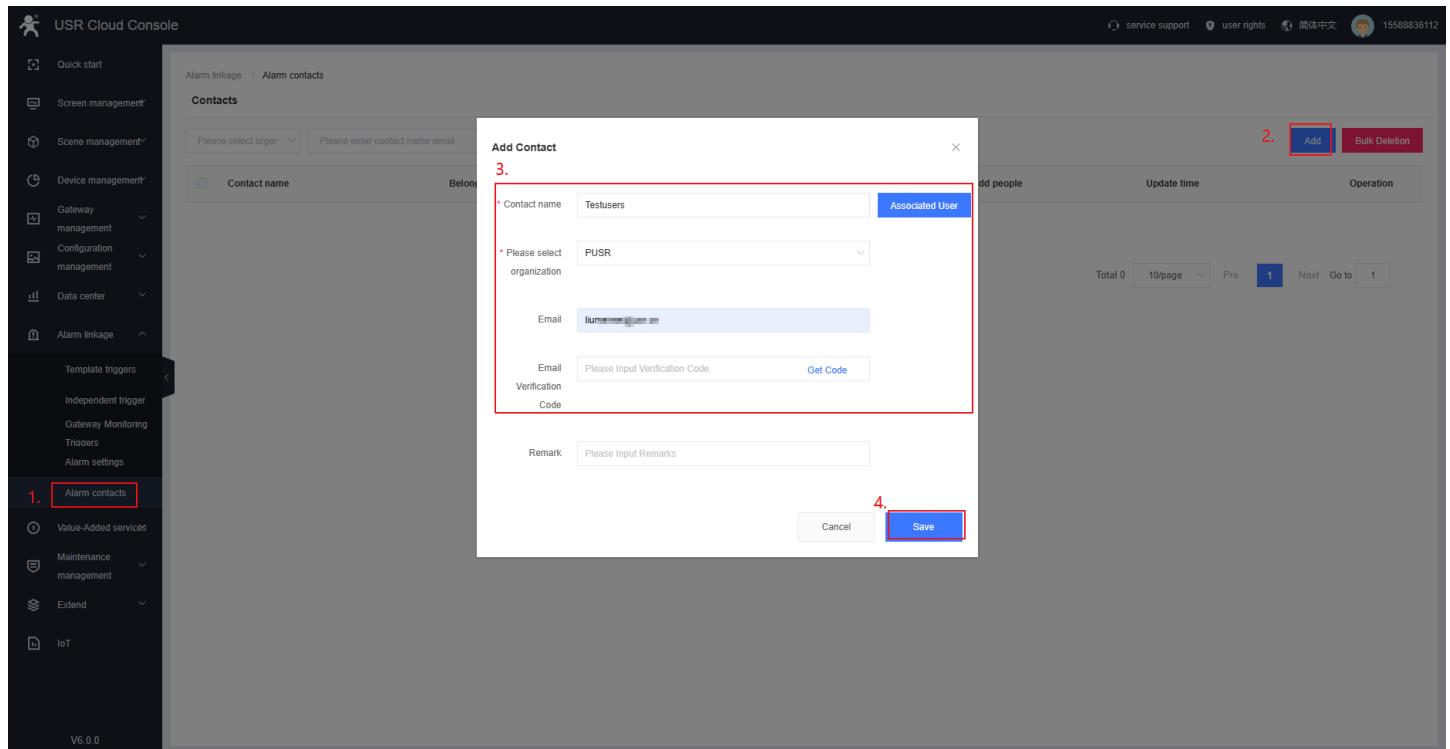 USR Cloud Console
service support
user rights
简体中文
15588836112
Quick start
Screen management
Scene management
Device management
Gateway
management
Configuration
management
Data center
Alarm linkage
Template triggers
Independent trigger
Gateway Monitoring
Triggers
Alarm settings
1.
Alarm contacts
Value-Added services
Maintenance
management
Extend
IoT
V6.0.0
Alarm linkage > Alarm contacts
Contacts
Please select orgar
Please enter contact name email
2.
Add
Bulk Deletion
Contact name
Belong
dd people
Update time
Operation
Total 0
10/page
Pre
1
Next
Go to
1
Add Contact
3.
* Contact name
Testusers
Associated User
* Please select
organization
PUSR
Email
Email
Verification
Code
Please Input Verification Code
Get Code
Remark
Please Input Remarks
4.
Cancel
Save